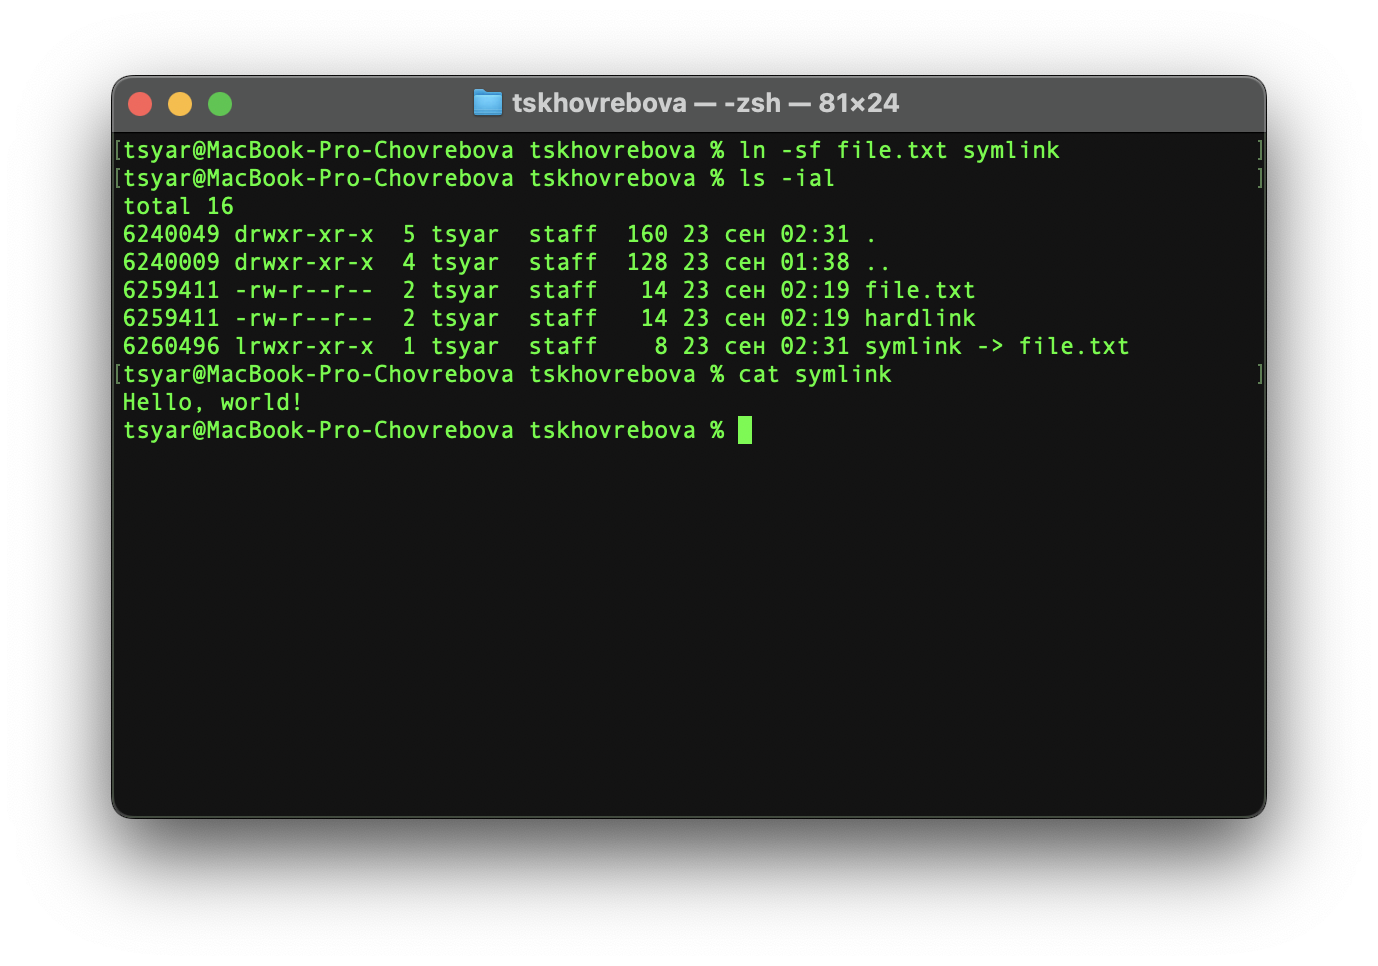 tskhovrebova — -zsh — 81×24
[tsyar@MacBook-Pro-Chovrebova tskhovrebova % ln -sf file.txt symlink ]
[tsyar@MacBook-Pro-Chovrebova tskhovrebova % ls -ial ]
total 16
6240049 drwxr-xr-x  5 tsyar  staff  160 23 сен 02:31 .
6240009 drwxr-xr-x  4 tsyar  staff  128 23 сен 01:38 ..
6259411 -rw-r--r--  2 tsyar  staff   14 23 сен 02:19 file.txt
6259411 -rw-r--r--  2 tsyar  staff   14 23 сен 02:19 hardlink
6260496 lrwxr-xr-x  1 tsyar  staff    8 23 сен 02:31 symlink -> file.txt
[tsyar@MacBook-Pro-Chovrebova tskhovrebova % cat symlink ]
Hello, world!
tsyar@MacBook-Pro-Chovrebova tskhovrebova %